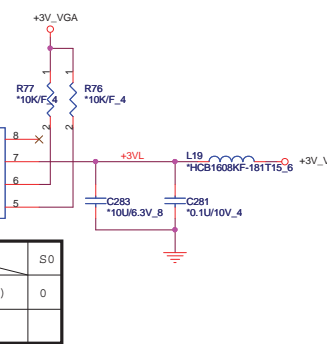 +3V_VGA
R77
*10K/F_4
R76
*10K/F_4
1
1
2
2
8
7
6
5
+3VL
L19
*HCB1608KF-181T15_6
+3V_V
C283
*10U/6.3V_8
C281
*0.1U/10V_4
S0
)
0